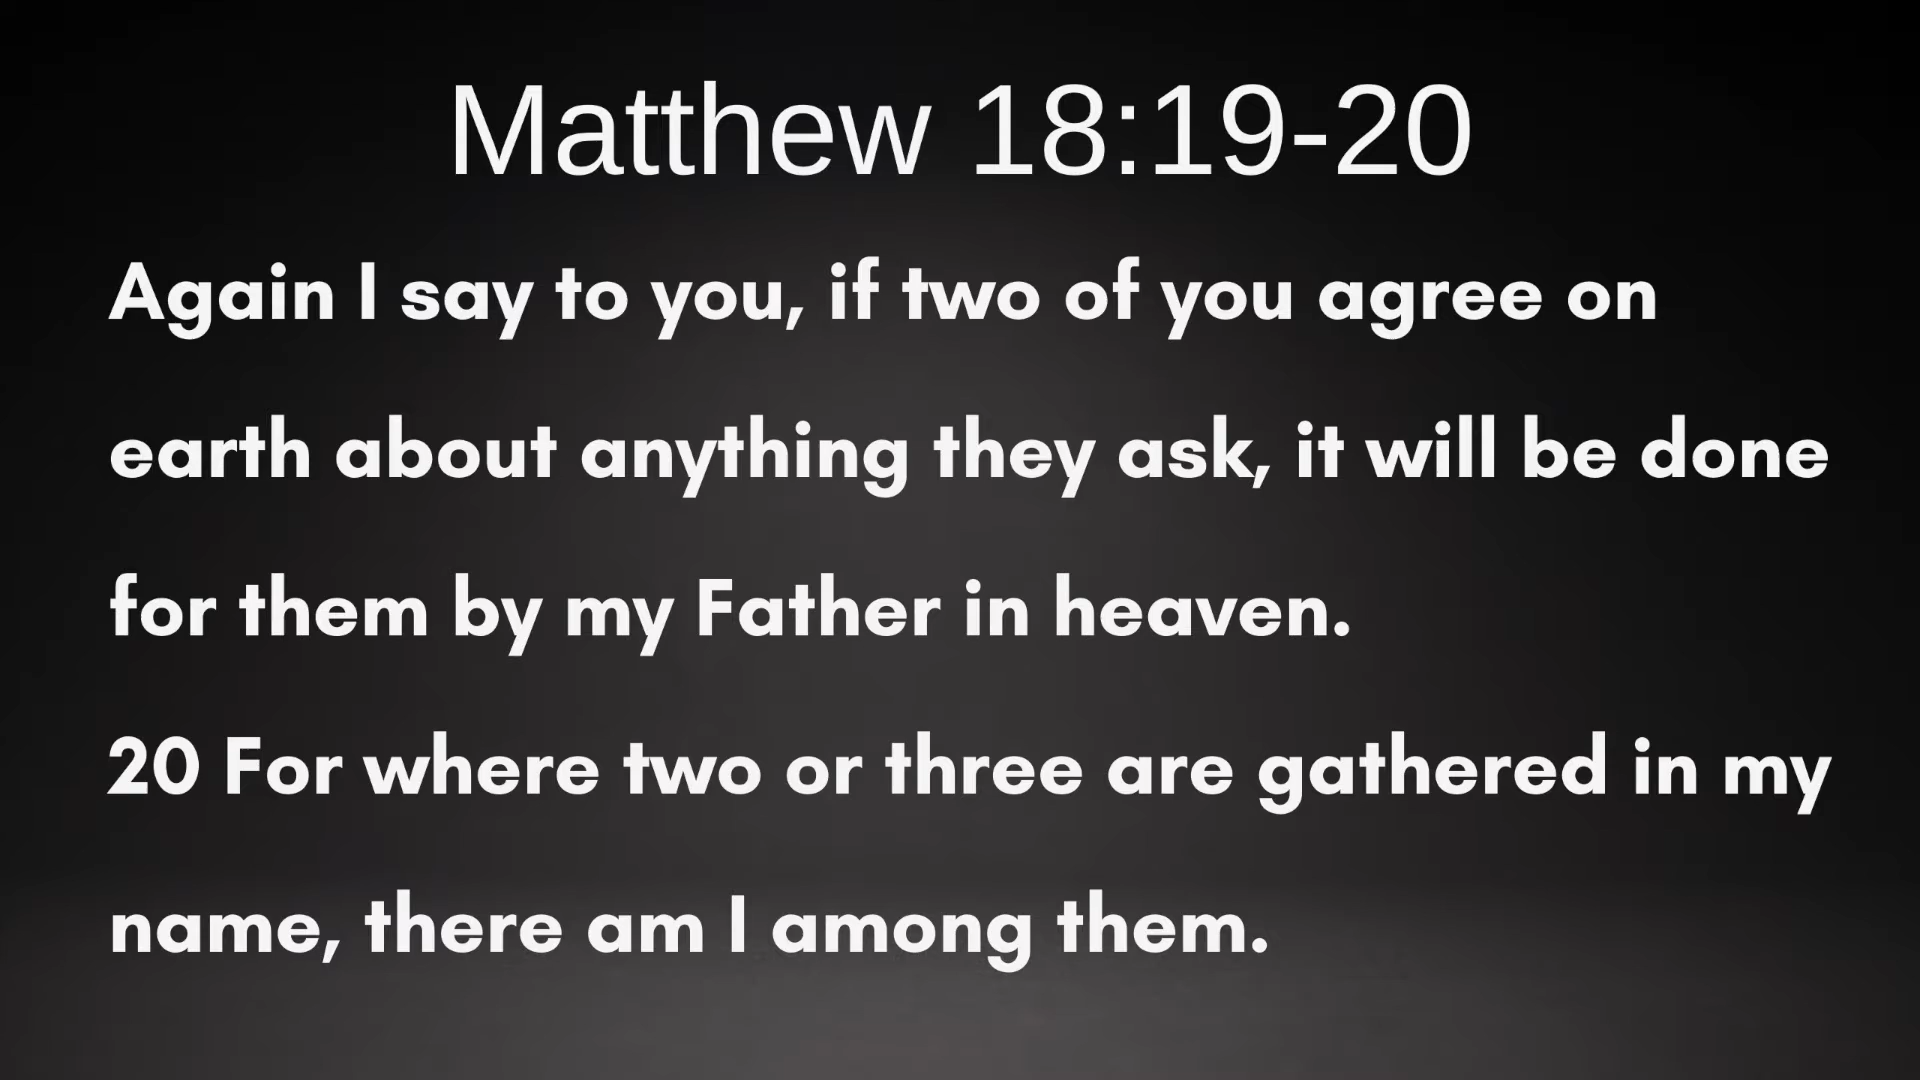 Matthew 18:19-20
Again I say to you, if two of you agree on
earth about anything they ask, it will be done
for them by my Father in heaven.
20 For where two or three are gathered in my
name, there am I among them.